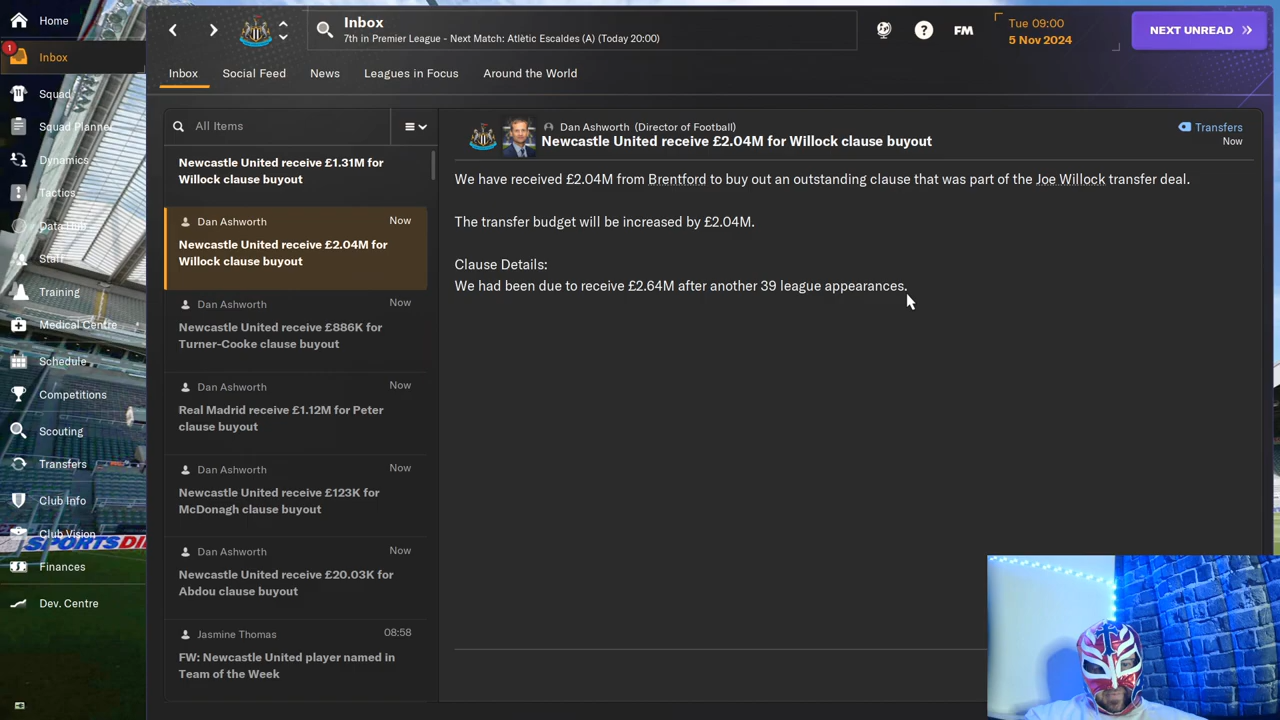 Home
Inbox
7th in Premier League - Next Match: Atlètic Escaldes (A) (Today 20:00)
?
FM
Tue 09:00
5 Nov 2024
NEXT UNREAD
1
Inbox
Squad
Squad Planner
Dynamics
Tactics
Data Hub
Staff
Training
Medical Centre
Schedule
Competitions
Scouting
Transfers
Club Info
Club Vision
SPORTSDI
Finances
Dev. Centre
Inbox
Social Feed
News
Leagues in Focus
Around the World
All Items
Newcastle United receive £1.31M for
Willock clause buyout
Dan Ashworth
Now
Newcastle United receive £2.04M for
Willock clause buyout
Dan Ashworth
Now
Newcastle United receive £886K for
Turner-Cooke clause buyout
Dan Ashworth
Now
Real Madrid receive £1.12M for Peter
clause buyout
Dan Ashworth
Now
Newcastle United receive £123K for
McDonagh clause buyout
Dan Ashworth
Now
Newcastle United receive £20.03K for
Abdou clause buyout
Jasmine Thomas
08:58
FW: Newcastle United player named in
Team of the Week
Dan Ashworth (Director of Football)
Newcastle United receive £2.04M for Willock clause buyout
Transfers
Now
We have received £2.04M from Brentford to buy out an outstanding clause that was part of the Joe Willock transfer deal.
The transfer budget will be increased by £2.04M.
Clause Details:
We had been due to receive £2.64M after another 39 league appearances.